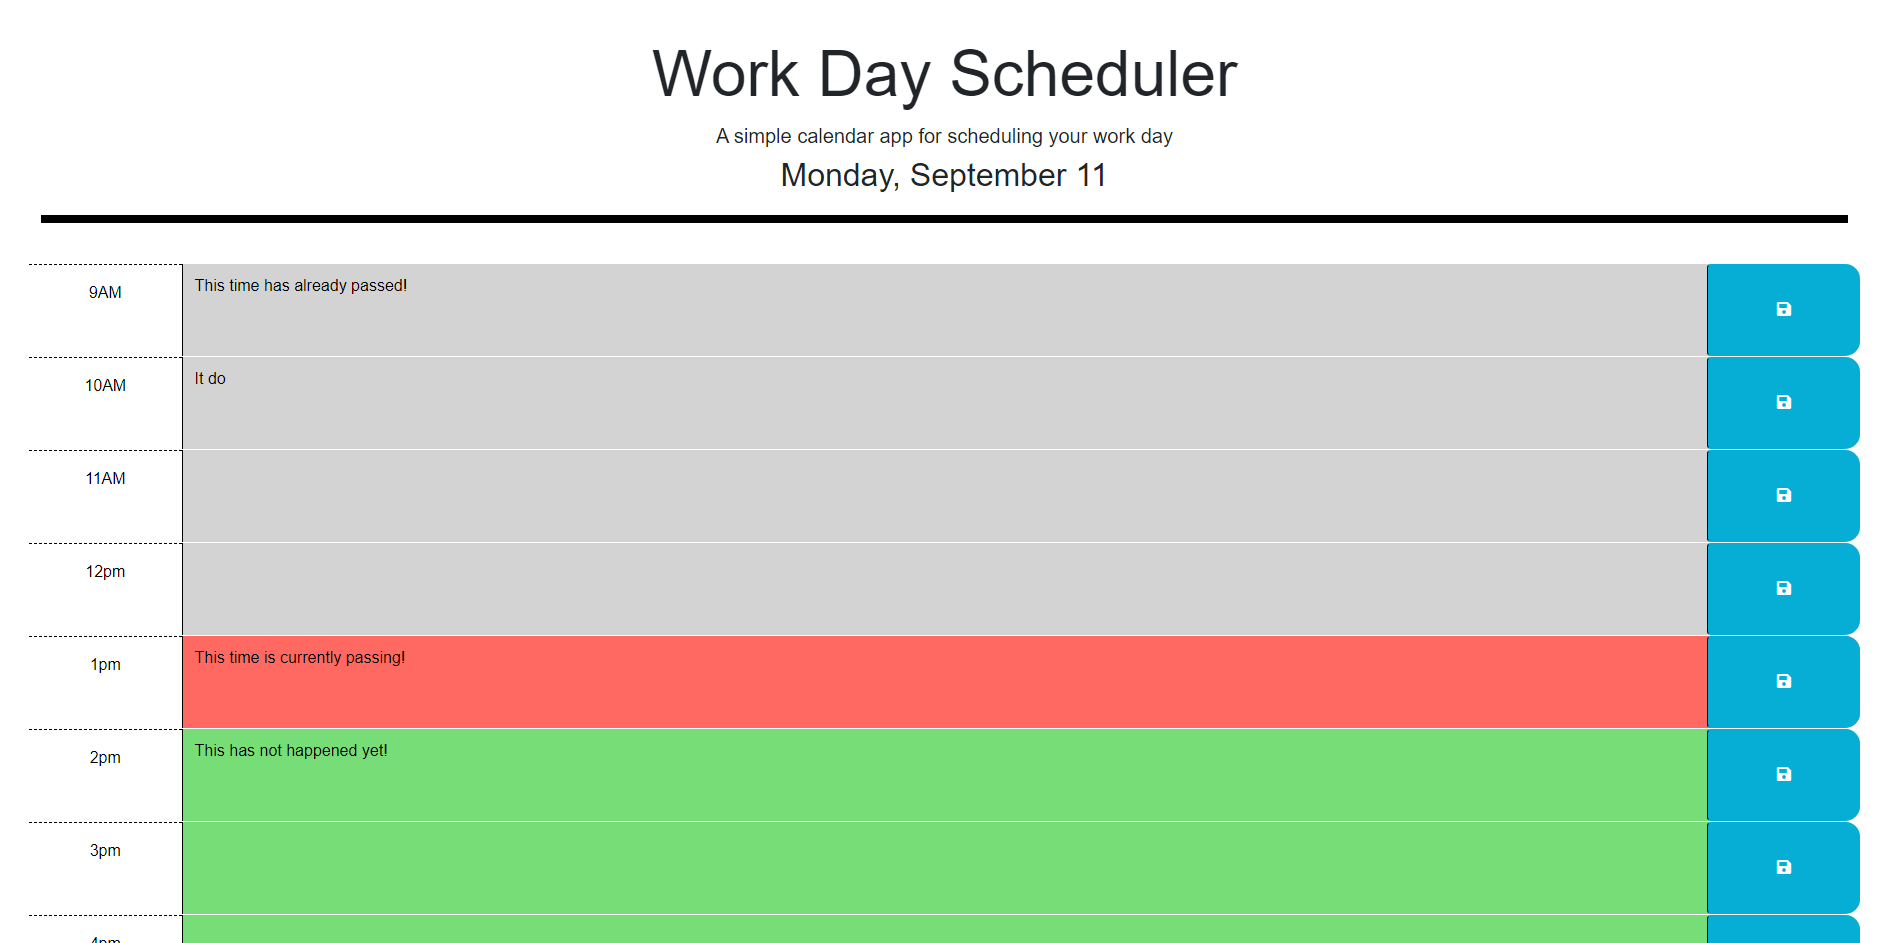 Work Day Scheduler
A simple calendar app for scheduling your work day
Monday, September 11
9AM
This time has already passed!
10AM
It do
11AM
12pm
1pm
This time is currently passing!
2pm
This has not happened yet!
3pm
4pm